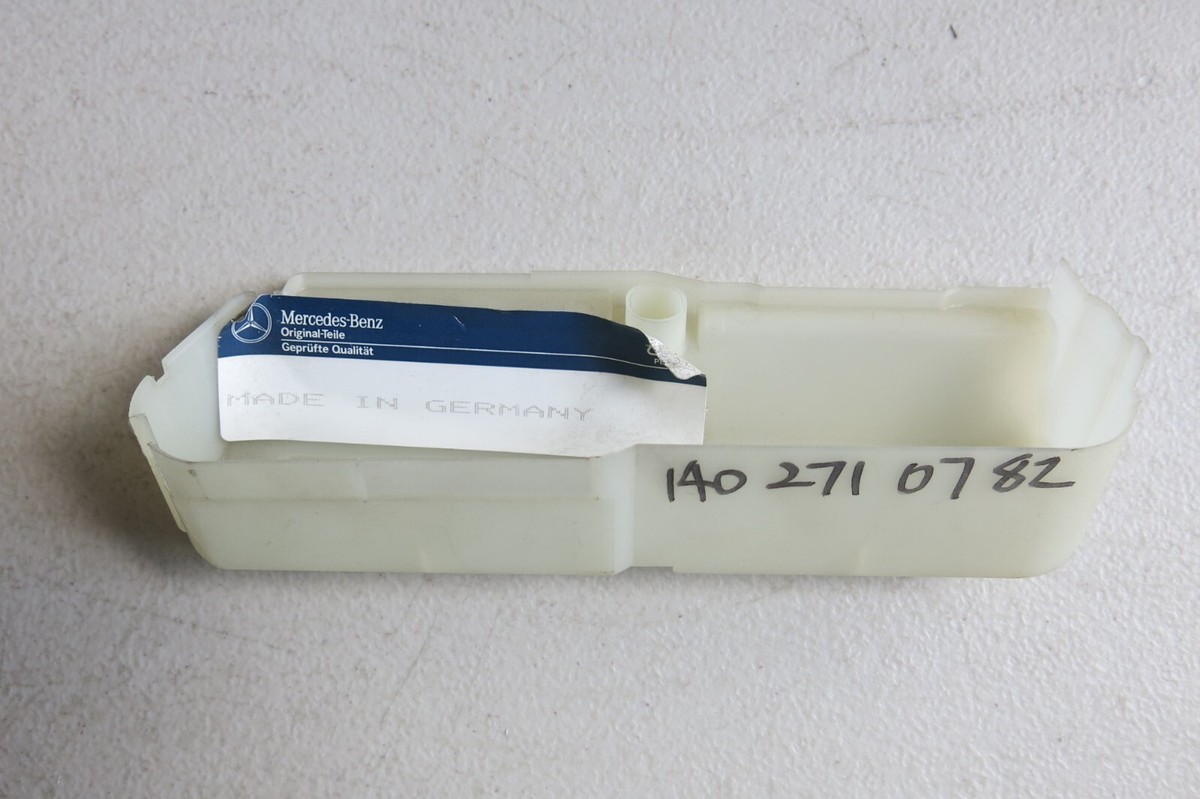 Mercedes-Benz
Original-Teile
Geprüfte Qualität
MADE IN GERMANY
140 271 07 82